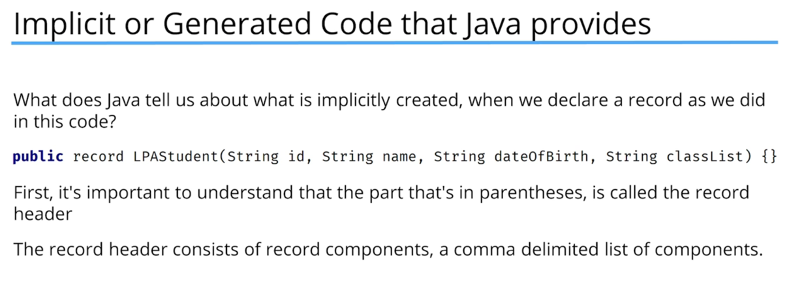 Implicit or Generated Code that Java provides
What does Java tell us about what is implicitly created, when we declare a record as we did
in this code?
public record LPAStudent(String id, String name, String dateOfBirth, String classList) {}
First, it's important to understand that the part that's in parentheses, is called the record
header
The record header consists of record components, a comma delimited list of components.